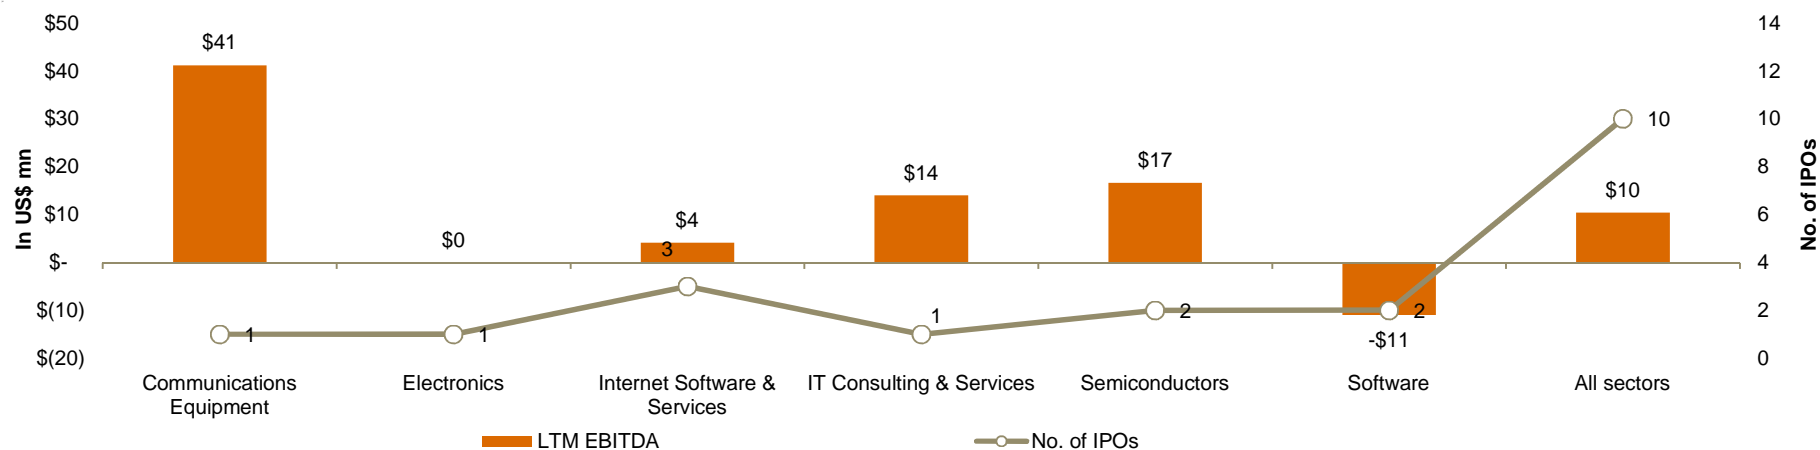 $50
$40
$30
$20
$10
$-
$(10)
$(20)
In US$ mn
$41
$0
$4
$14
$17
-$11
$10
1
1
3
1
2
2
10
14
12
10
8
6
4
2
0
No. of IPOs
Communications
Equipment
Electronics
Internet Software &
Services
IT Consulting & Services
Semiconductors
Software
All sectors
LTM EBITDA
No. of IPOs